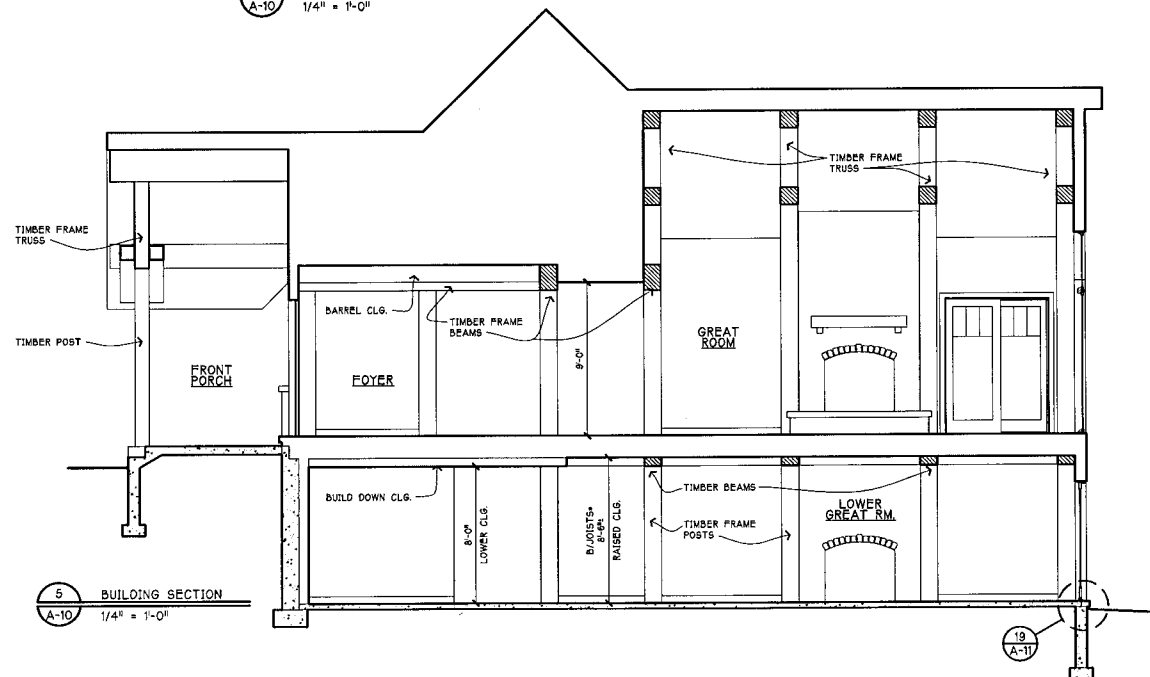 A-10
1/4" = 1'-0"
TIMBER FRAME
TRUSS
TIMBER FRAME
TRUSS
BARREL CLG.
TIMBER FRAME
BEAMS
GREAT
ROOM
TIMBER POST
FRONT
PORCH
FOYER
9'-0"
BUILD DOWN CLG.
8'-0"
LOWER CLG.
B/JOISTS=
8'-6"±
RAISED CLG.
TIMBER BEAMS
TIMBER FRAME
POSTS
LOWER
GREAT RM.
5
A-10
BUILDING SECTION
1/4" = 1'-0"
19
A-11